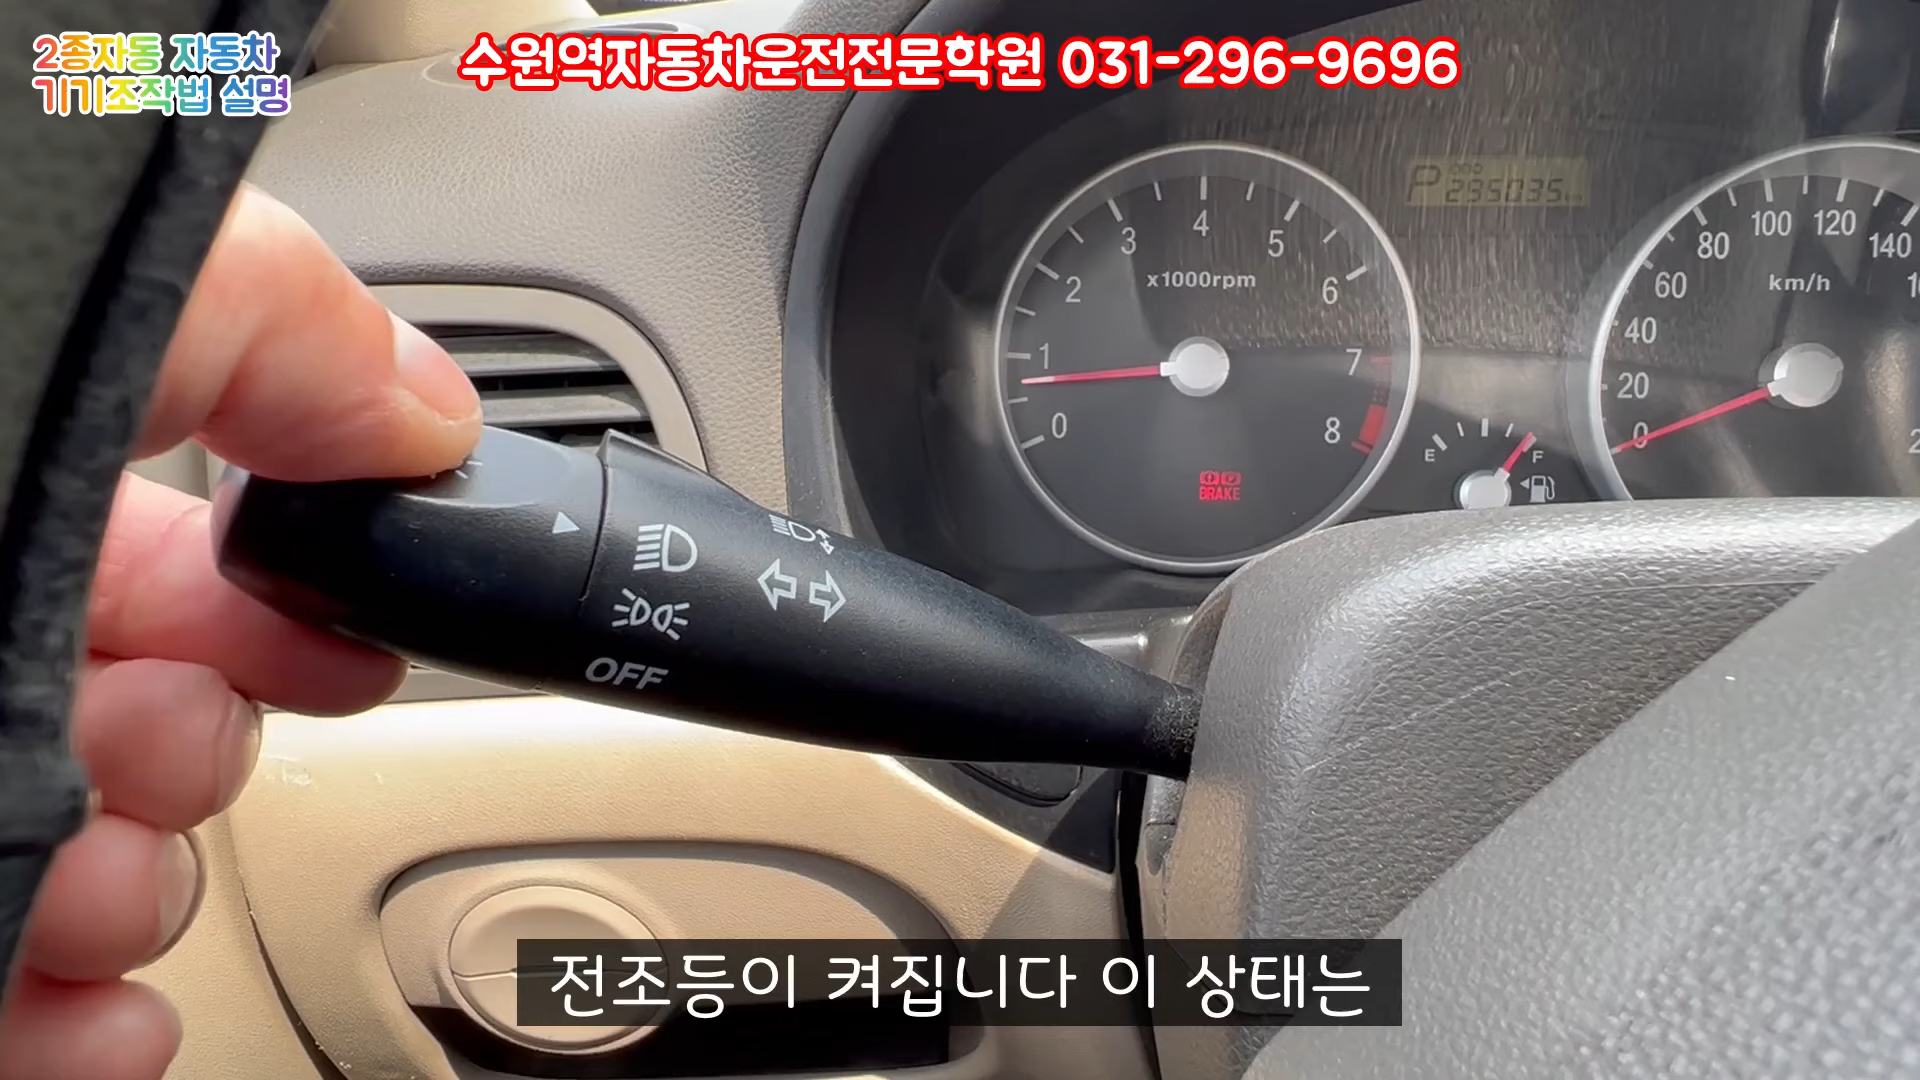 2종자동 자동차
기기조작법 설명
수원역자동차운전전문학원 031-296-9696
P ODO
295035
0 1 2 3 4 5 6 7 8
x1000rpm
BRAKE
E F
0 20 40 60 80 100 120 140
km/h
OFF
전조등이 켜집니다 이 상태는